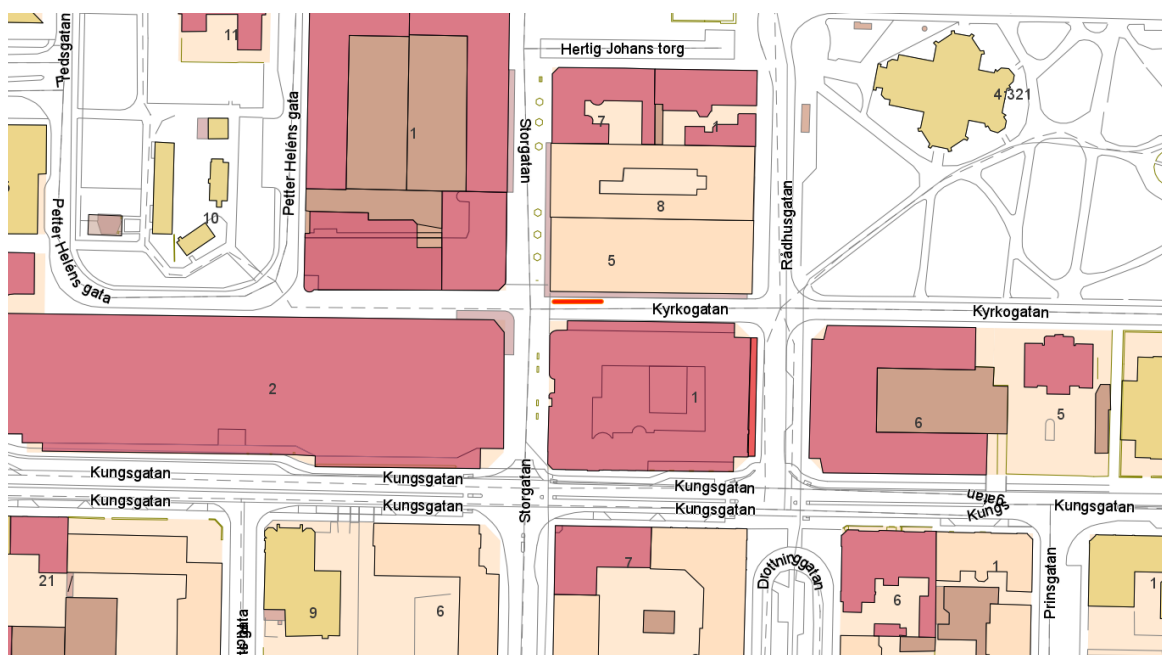 11
Hertig Johans torg
Petter Heléns gata
1
Storgatan
7
1
4:321
Petter Heléns gata
10
8
Rådhusgatan
5
Kyrkogatan
Kyrkogatan
2
1
6
5
Kungsgatan
Kungsgatan
Kungsgatan
Kungsgatan
Kungsgatan
Kungsgatan
Kungsgatan
Kungsgatan
Storgatan
21
9
6
7
Drottninggatan
6
1
Prinsgatan
1